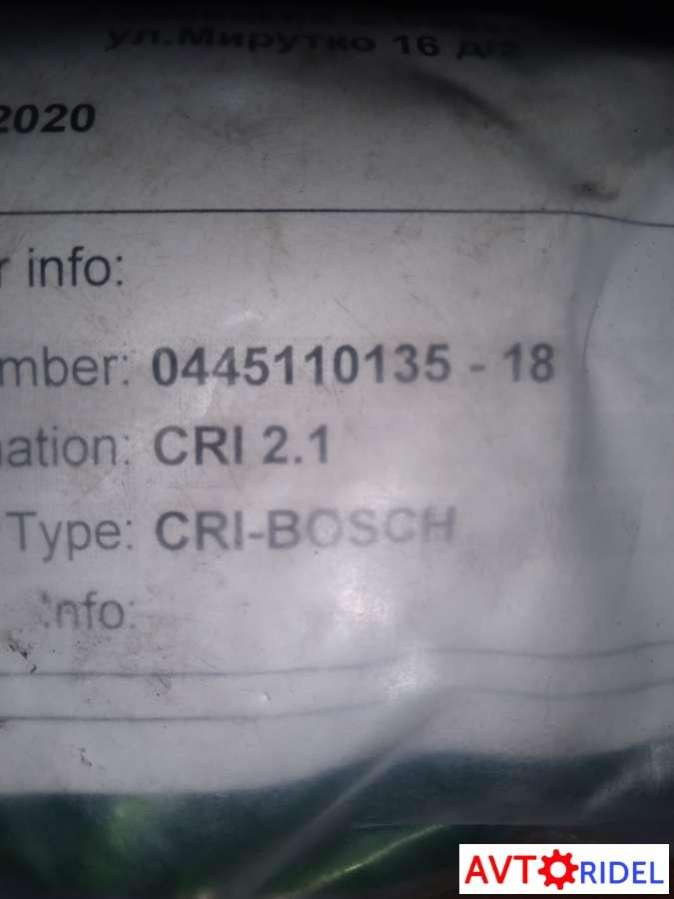 ул.Мирутко 16
2020
r info:
mber: 0445110135 - 18
nation: CRI 2.1
Type: CRI-BOSCH
info:
AVTORIDEL